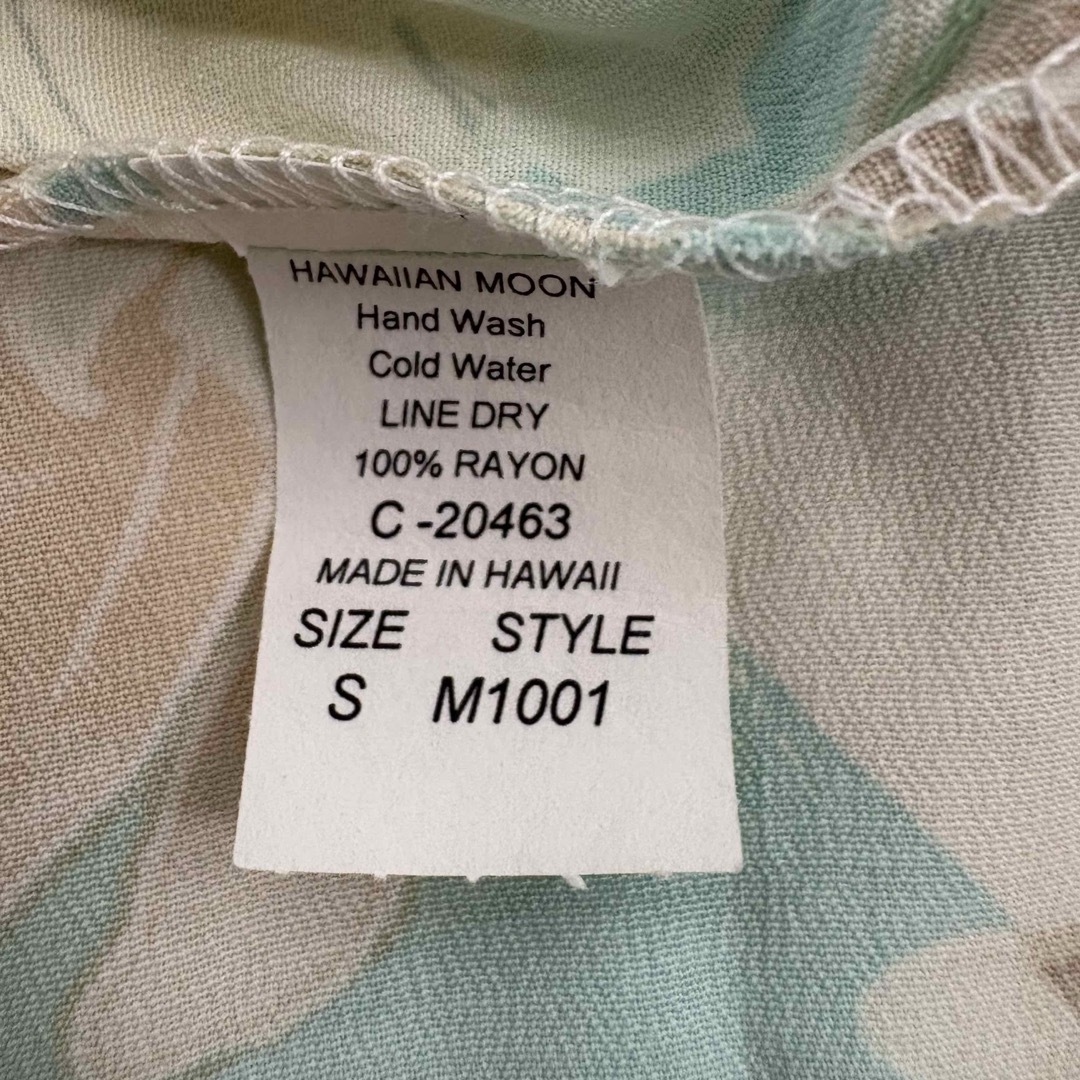 HAWAIIAN MOON
Hand Wash
Cold Water
LINE DRY
100% RAYON
C -20463
MADE IN HAWAII
SIZE STYLE
S M1001